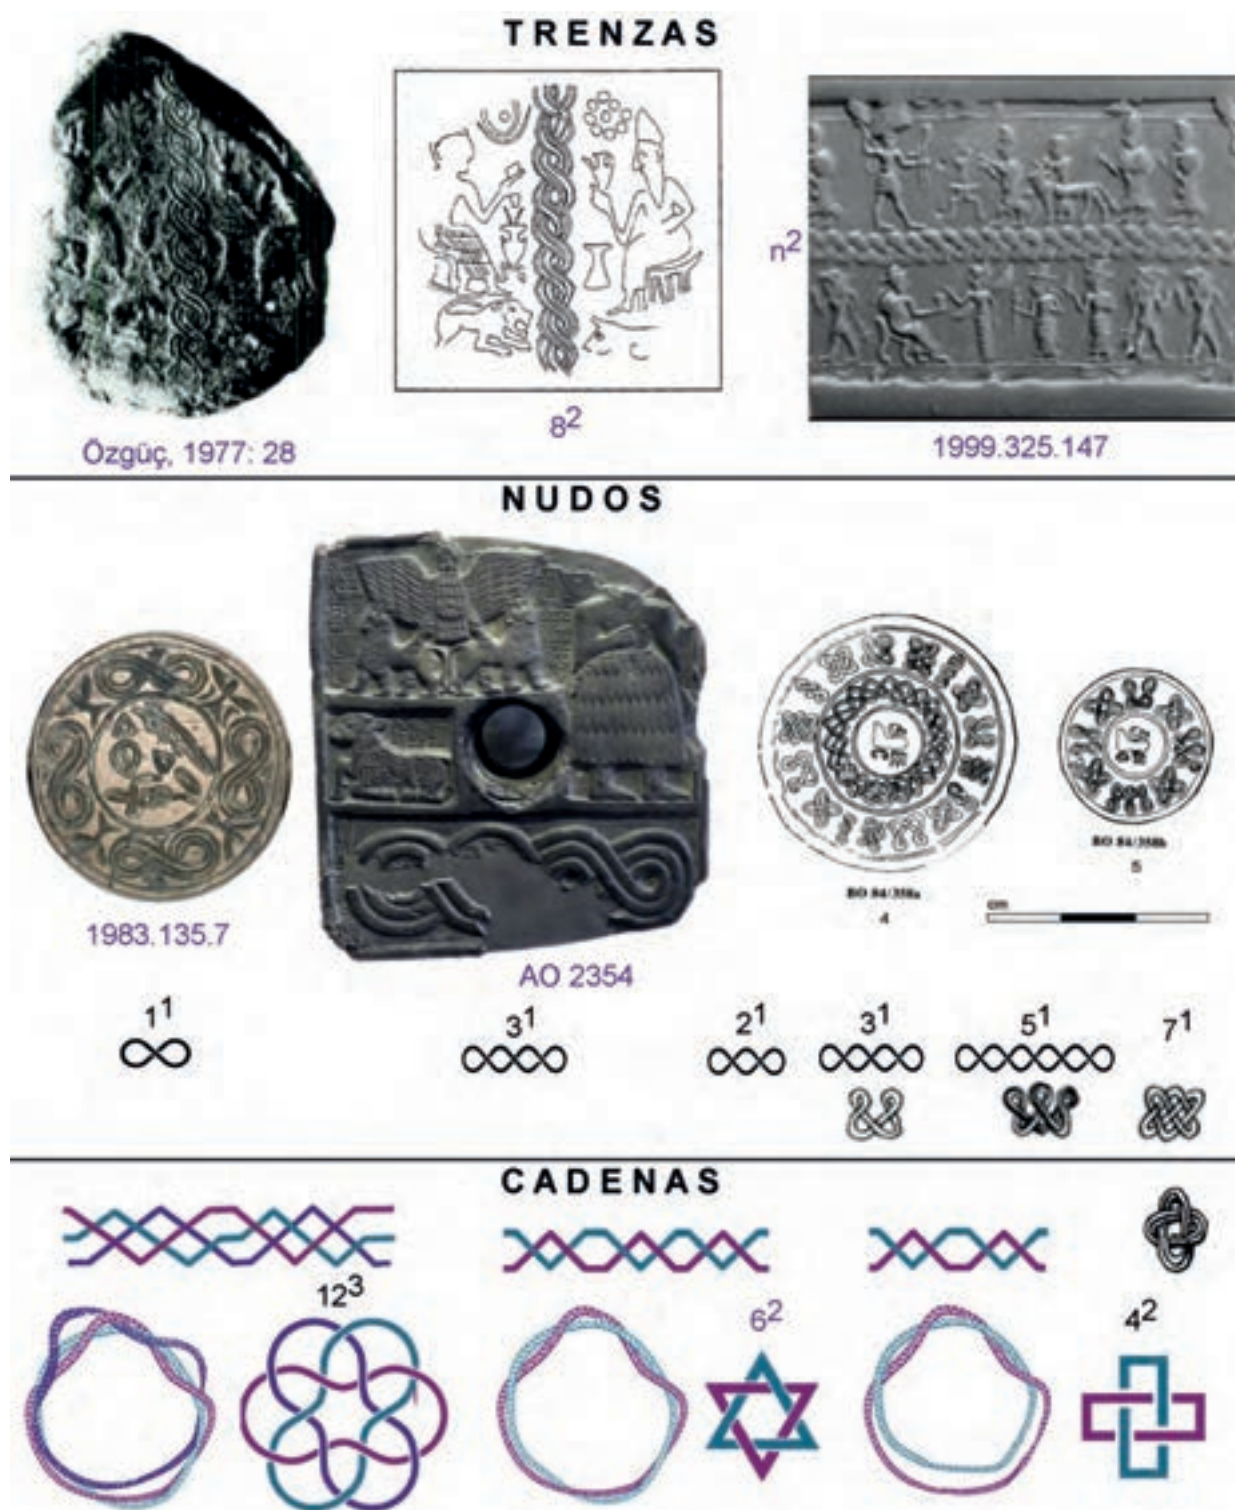 TRENZAS
n²
Özgüç, 1977: 28
8²
1999.325.147
NUDOS
1983.135.7
AO 2354
BO 84/358a
4
BO 84/358b
5
cm
1¹
3¹
2¹
3¹
5¹
7¹
CADENAS
12³
6²
4²